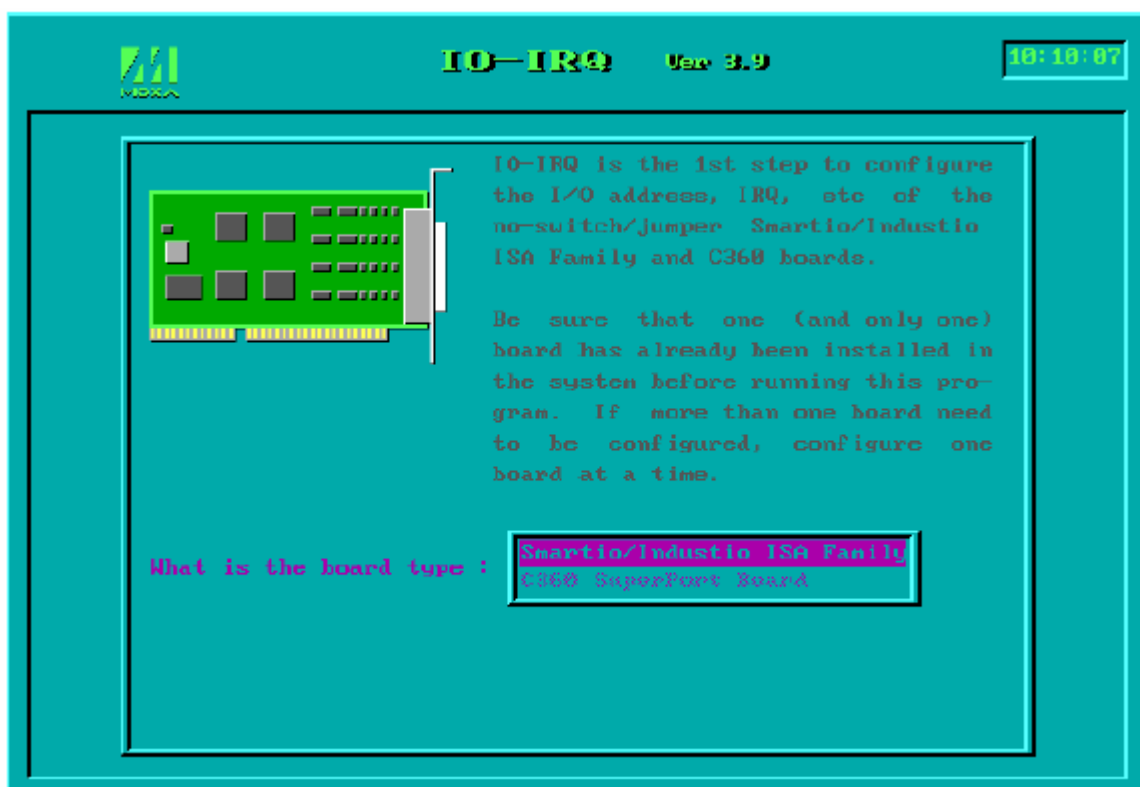 MOXA
IO-IRQ Ver 3.9
10:10:07
IO-IRQ is the 1st step to configure
the I/O address, IRQ, etc of the
no-switch/jumper Smartio/Industio
ISA Family and C360 boards.
Be sure that one (and only one)
board has already been installed in
the system before running this pro-
gram. If more than one board need
to be configured, configure one
board at a time.
What is the board type :
Smartio/Industio ISA Family
C360 SuperPort Board